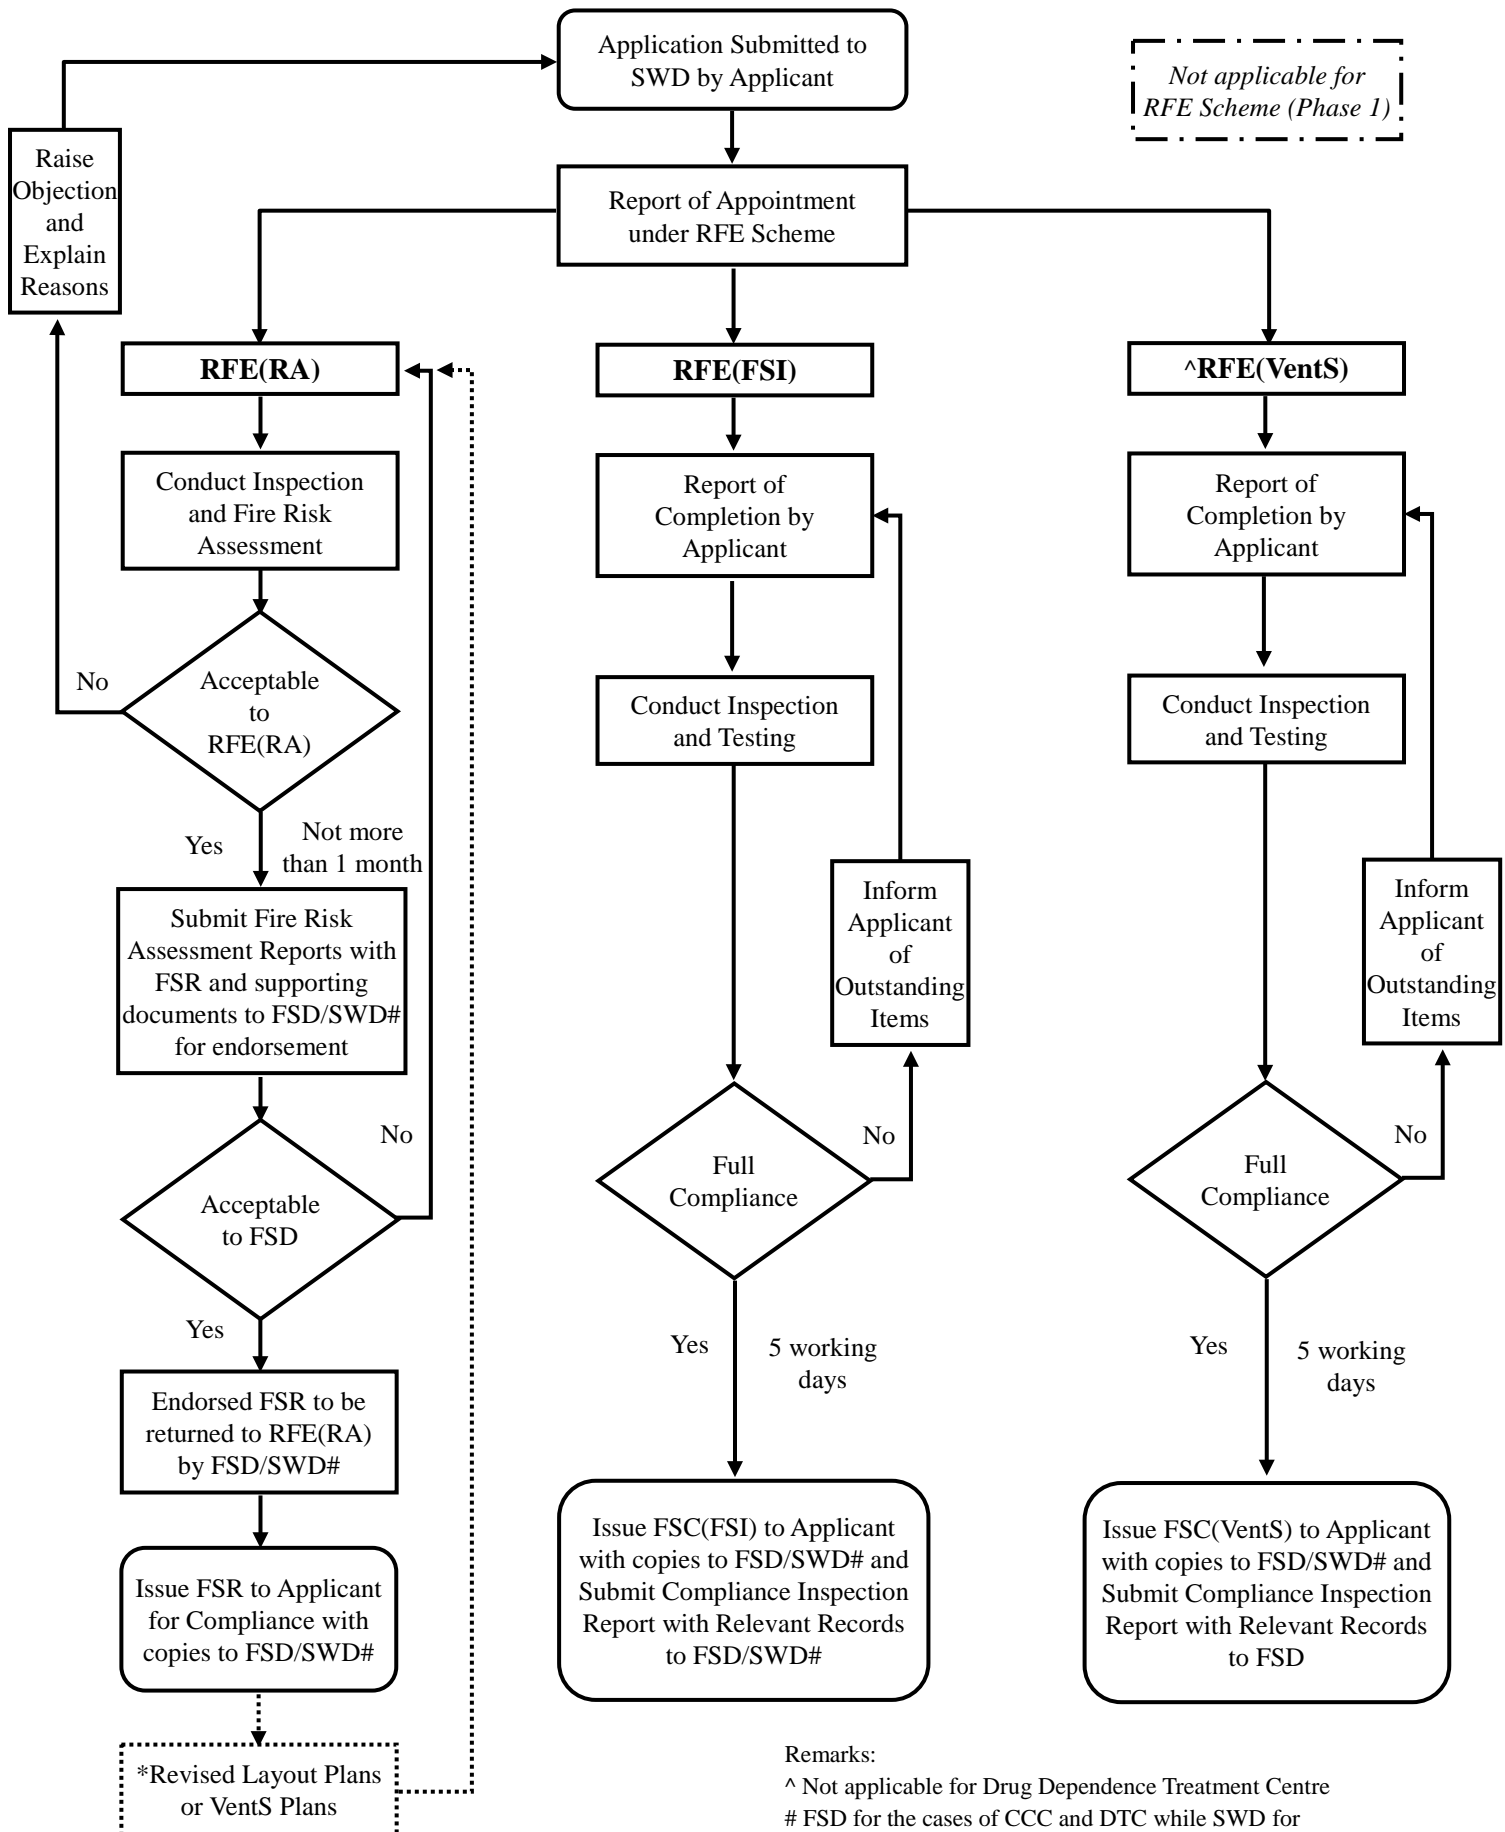 Application Submitted to
SWD by Applicant
Not applicable for
RFE Scheme (Phase 1)
Raise
Objection
and
Explain
Reasons
Report of Appointment
under RFE Scheme
RFE(RA)
RFE(FSI)
^RFE(VentS)
Conduct Inspection
and Fire Risk
Assessment
Report of
Completion by
Applicant
Report of
Completion by
Applicant
No
Acceptable
to
RFE(RA)
Conduct Inspection
and Testing
Conduct Inspection
and Testing
Yes
Not more
than 1 month
Submit Fire Risk
Assessment Reports with
FSR and supporting
documents to FSD/SWD#
for endorsement
Inform
Applicant
of
Outstanding
Items
Inform
Applicant
of
Outstanding
Items
No
Acceptable
to FSD
Full
Compliance
No
Full
Compliance
No
Yes
Yes
5 working
days
Yes
5 working
days
Endorsed FSR to be
returned to RFE(RA)
by FSD/SWD#
Issue FSR to Applicant
for Compliance with
copies to FSD/SWD#
Issue FSC(FSI) to Applicant
with copies to FSD/SWD# and
Submit Compliance Inspection
Report with Relevant Records
to FSD/SWD#
Issue FSC(VentS) to Applicant
with copies to FSD/SWD# and
Submit Compliance Inspection
Report with Relevant Records
to FSD
*Revised Layout Plans
or VentS Plans
Remarks:
^ Not applicable for Drug Dependence Treatment Centre
# FSD for the cases of CCC and DTC while SWD for